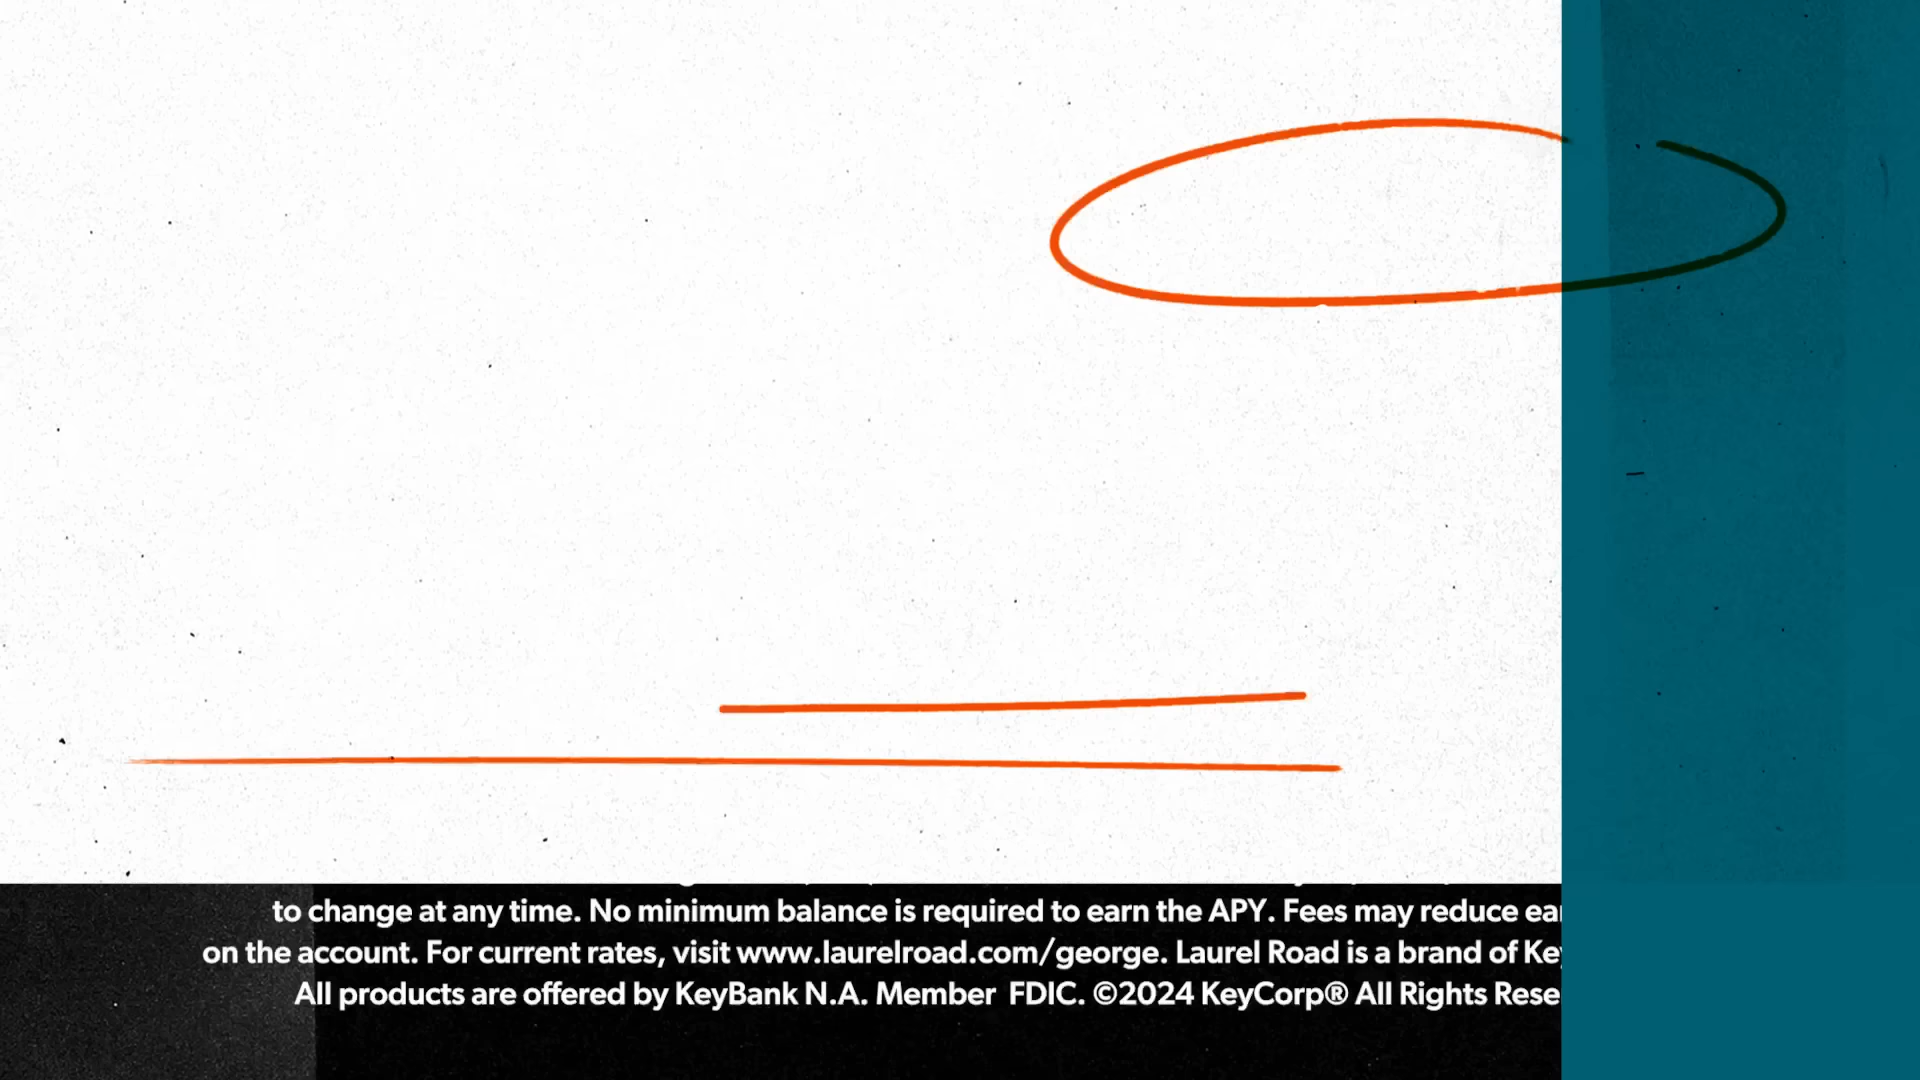 to change at any time. No minimum balance is required to earn the APY. Fees may reduce
on the account. For current rates, visit www.laurelroad.com/george. Laurel Road is a brand of
All products are offered by KeyBank N.A. Member FDIC. ©2024 KeyCorp® All Rights